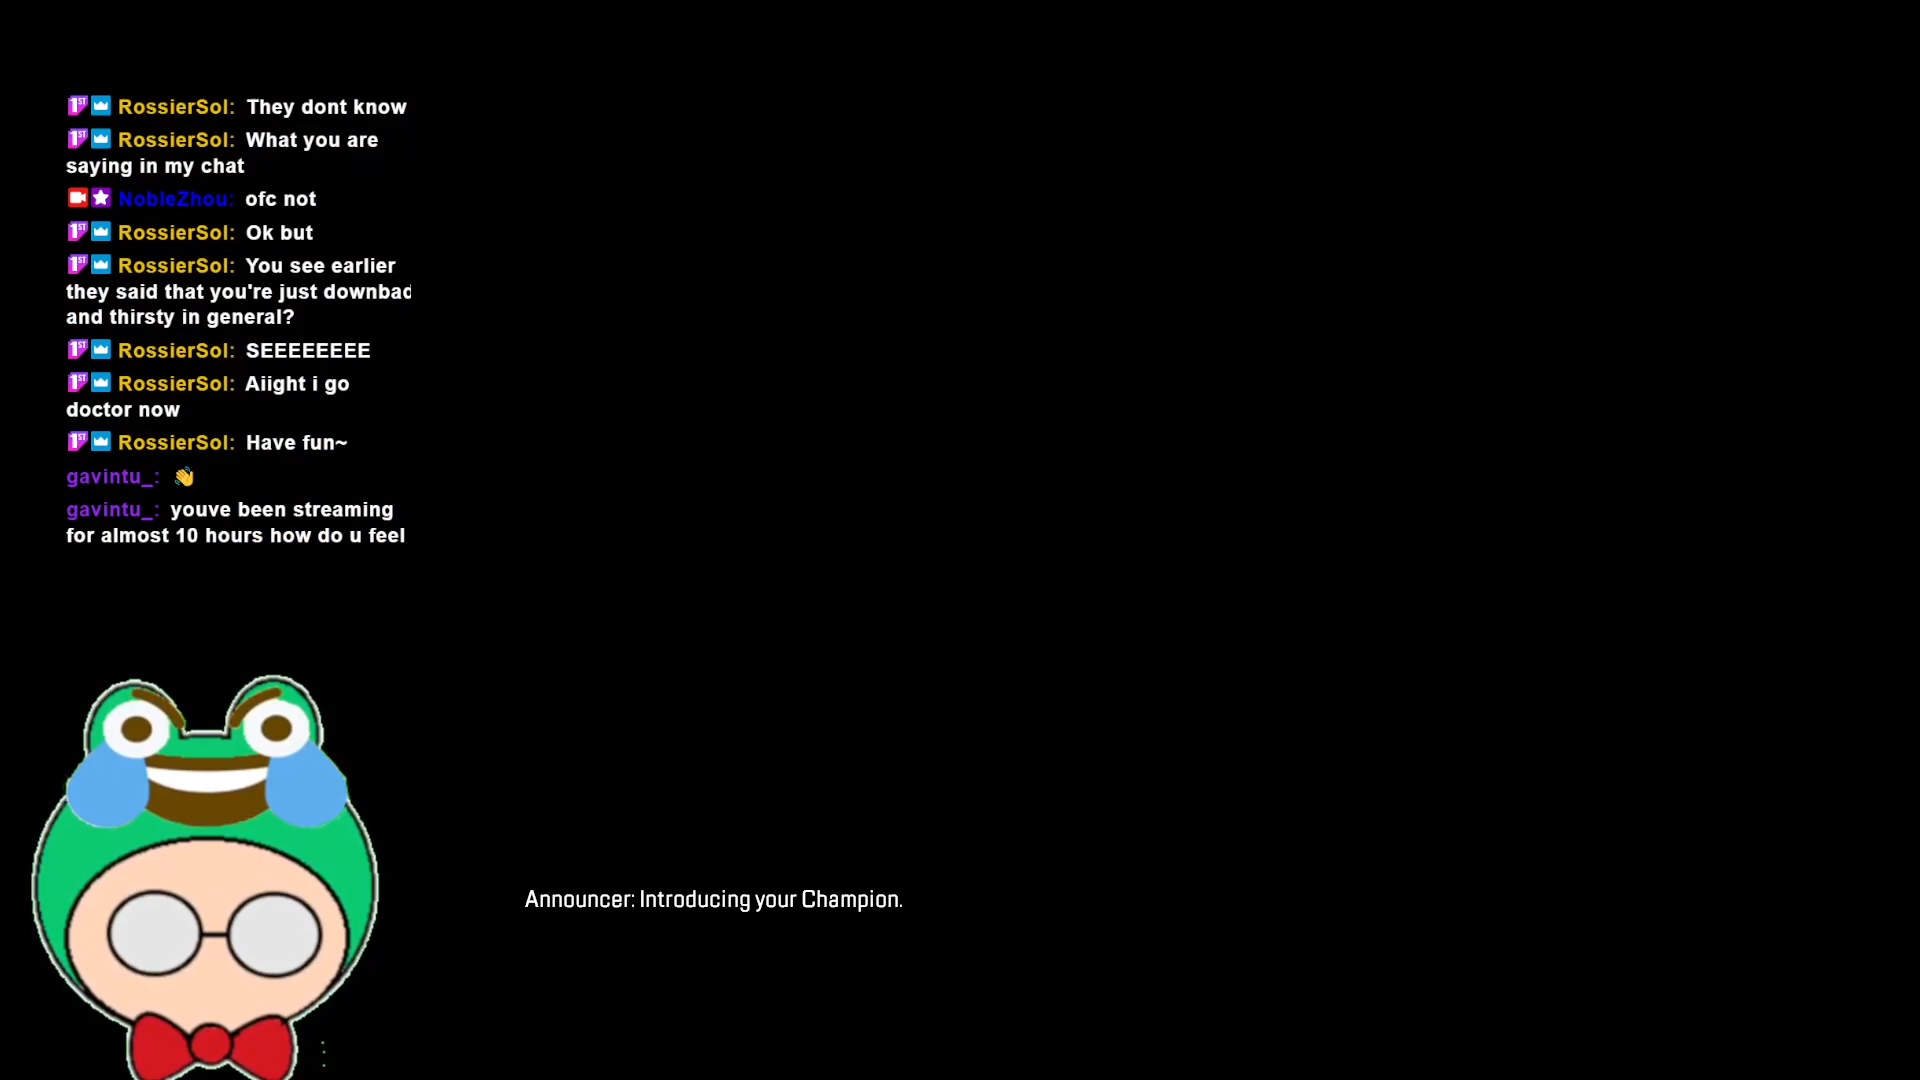 RossierSol: They dont know
RossierSol: What you are
saying in my chat
NobleZhou: ofc not
RossierSol: Ok but
RossierSol: You see earlier
they said that you're just downbad
and thirsty in general?
RossierSol: SEEEEEEEE
RossierSol: Aiight i go
doctor now
RossierSol: Have fun~
gavintu_: 👋
gavintu_: youve been streaming
for almost 10 hours how do u feel
Announcer: Introducing your Champion.